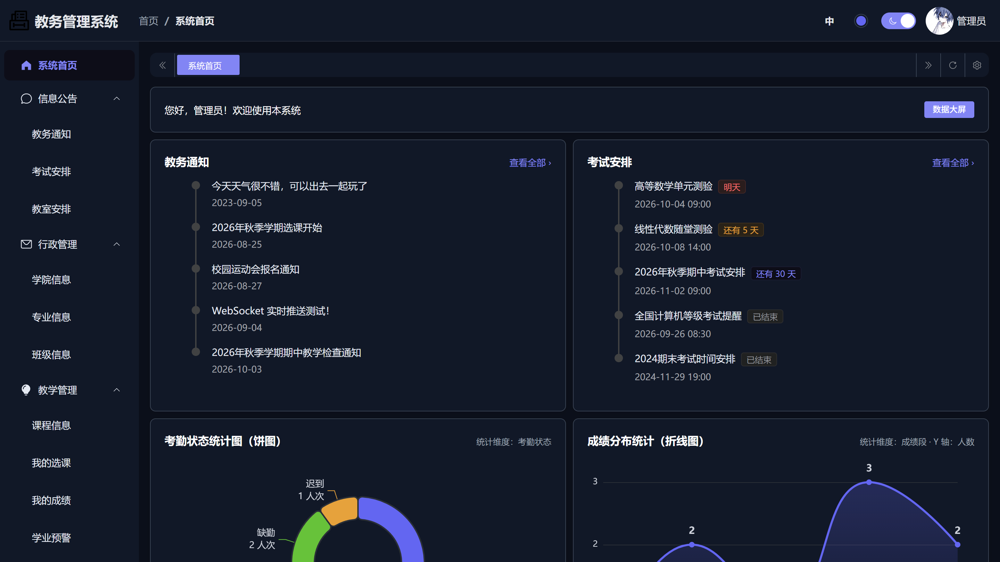 教务管理系统
首页 / 系统首页
中
管理员
系统首页
信息公告
教务通知
考试安排
教室安排
行政管理
学院信息
专业信息
班级信息
教学管理
课程信息
我的选课
我的成绩
学业预警
系统首页
您好，管理员！欢迎使用本系统
数据大屏
教务通知
查看全部 ›
今天天气很不错，可以出去一起玩了
2023-09-05
2026年秋季学期选课开始
2026-08-25
校园运动会报名通知
2026-08-27
WebSocket 实时推送测试！
2026-09-04
2026年秋季学期期中教学检查通知
2026-10-03
考试安排
查看全部 ›
高等数学单元测验 明天
2026-10-04 09:00
线性代数随堂测验 还有 5 天
2026-10-08 14:00
2026年秋季期中考试安排 还有 30 天
2026-11-02 09:00
全国计算机等级考试提醒 已结束
2026-09-26 08:30
2024期末考试时间安排 已结束
2024-11-29 19:00
考勤状态统计图（饼图）
统计维度：考勤状态
迟到
1 人次
缺勤
2 人次
成绩分布统计（折线图）
统计维度：成绩段 · Y 轴：人数
3
3
2
2
2